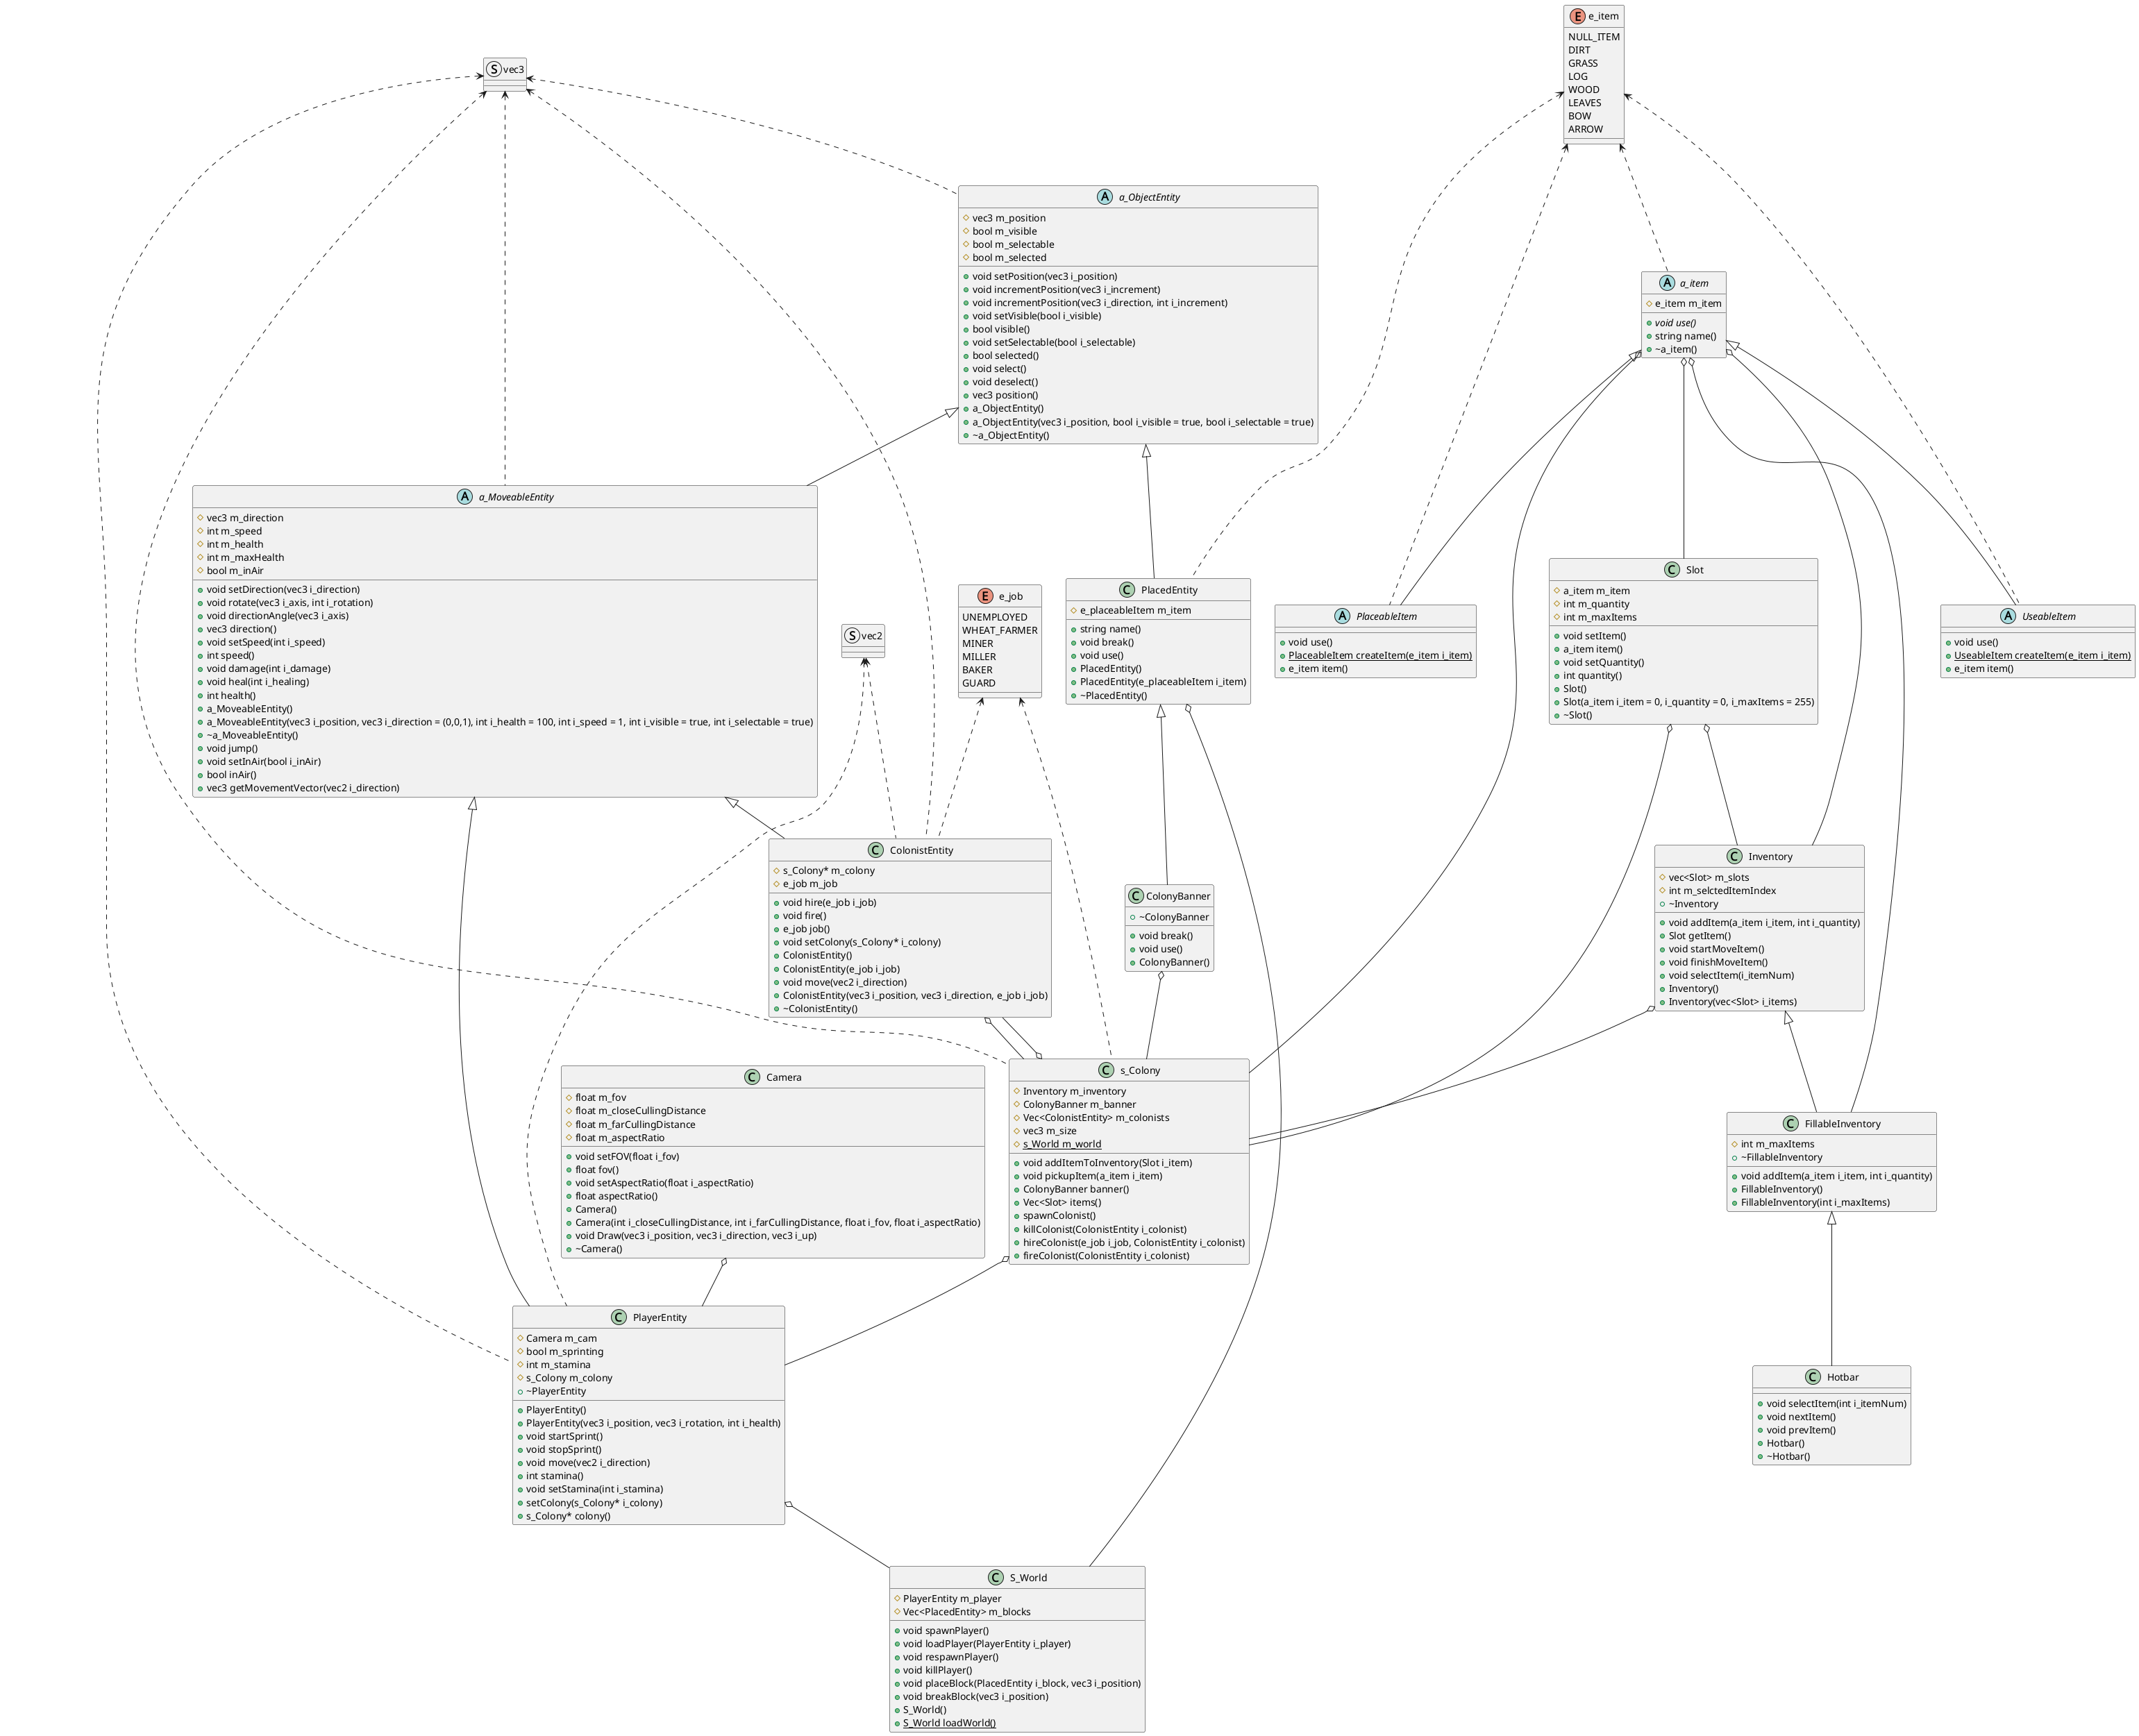 E e_item
NULL_ITEM
DIRT
GRASS
LOG
WOOD
LEAVES
BOW
ARROW
S vec3
A a_ObjectEntity
vec3 m_position
bool m_visible
bool m_selectable
bool m_selected
void setPosition(vec3 i_position)
void incrementPosition(vec3 i_increment)
void incrementPosition(vec3 i_direction, int i_increment)
void setVisible(bool i_visible)
bool visible()
void setSelectable(bool i_selectable)
bool selected()
void select()
void deselect()
vec3 position()
a_ObjectEntity()
a_ObjectEntity(vec3 i_position, bool i_visible = true, bool i_selectable = true)
~a_ObjectEntity()
A a_item
e_item m_item
void use()
string name()
~a_item()
A a_MoveableEntity
vec3 m_direction
int m_speed
int m_health
int m_maxHealth
bool m_inAir
void setDirection(vec3 i_direction)
void rotate(vec3 i_axis, int i_rotation)
void directionAngle(vec3 i_axis)
vec3 direction()
void setSpeed(int i_speed)
int speed()
void damage(int i_damage)
void heal(int i_healing)
int health()
a_MoveableEntity()
a_MoveableEntity(vec3 i_position, vec3 i_direction = (0,0,1), int i_health = 100, int i_speed = 1, int i_visible = true, int i_selectable = true)
~a_MoveableEntity()
void jump()
void setInAir(bool i_inAir)
bool inAir()
vec3 getMovementVector(vec2 i_direction)
S vec2
E e_job
UNEMPLOYED
WHEAT_FARMER
MINER
MILLER
BAKER
GUARD
C PlacedEntity
e_placeableItem m_item
string name()
void break()
void use()
PlacedEntity()
PlacedEntity(e_placeableItem i_item)
~PlacedEntity()
A PlaceableItem
void use()
PlaceableItem createItem(e_item i_item)
e_item item()
C Slot
a_item m_item
int m_quantity
int m_maxItems
void setItem()
a_item item()
void setQuantity()
int quantity()
Slot()
Slot(a_item i_item = 0, i_quantity = 0, i_maxItems = 255)
~Slot()
A UseableItem
void use()
UseableItem createItem(e_item i_item)
e_item item()
C ColonistEntity
s_Colony* m_colony
e_job m_job
void hire(e_job i_job)
void fire()
e_job job()
void setColony(s_Colony* i_colony)
ColonistEntity()
ColonistEntity(e_job i_job)
void move(vec2 i_direction)
ColonistEntity(vec3 i_position, vec3 i_direction, e_job i_job)
~ColonistEntity()
C ColonyBanner
~ColonyBanner
void break()
void use()
ColonyBanner()
C Inventory
vec<Slot> m_slots
int m_selctedItemIndex
~Inventory
void addItem(a_item i_item, int i_quantity)
Slot getItem()
void startMoveItem()
void finishMoveItem()
void selectItem(i_itemNum)
Inventory()
Inventory(vec<Slot> i_items)
C Camera
float m_fov
float m_closeCullingDistance
float m_farCullingDistance
float m_aspectRatio
void setFOV(float i_fov)
float fov()
void setAspectRatio(float i_aspectRatio)
float aspectRatio()
Camera()
Camera(int i_closeCullingDistance, int i_farCullingDistance, float i_fov, float i_aspectRatio)
void Draw(vec3 i_position, vec3 i_direction, vec3 i_up)
~Camera()
C s_Colony
Inventory m_inventory
ColonyBanner m_banner
Vec<ColonistEntity> m_colonists
vec3 m_size
s_World m_world
void addItemToInventory(Slot i_item)
void pickupItem(a_item i_item)
ColonyBanner banner()
Vec<Slot> items()
spawnColonist()
killColonist(ColonistEntity i_colonist)
hireColonist(e_job i_job, ColonistEntity i_colonist)
fireColonist(ColonistEntity i_colonist)
C FillableInventory
int m_maxItems
~FillableInventory
void addItem(a_item i_item, int i_quantity)
FillableInventory()
FillableInventory(int i_maxItems)
C PlayerEntity
Camera m_cam
bool m_sprinting
int m_stamina
s_Colony m_colony
~PlayerEntity
PlayerEntity()
PlayerEntity(vec3 i_position, vec3 i_rotation, int i_health)
void startSprint()
void stopSprint()
void move(vec2 i_direction)
int stamina()
void setStamina(int i_stamina)
setColony(s_Colony* i_colony)
s_Colony* colony()
C Hotbar
void selectItem(int i_itemNum)
void nextItem()
void prevItem()
Hotbar()
~Hotbar()
C S_World
PlayerEntity m_player
Vec<PlacedEntity> m_blocks
void spawnPlayer()
void loadPlayer(PlayerEntity i_player)
void respawnPlayer()
void killPlayer()
void placeBlock(PlacedEntity i_block, vec3 i_position)
void breakBlock(vec3 i_position)
S_World()
S_World loadWorld()